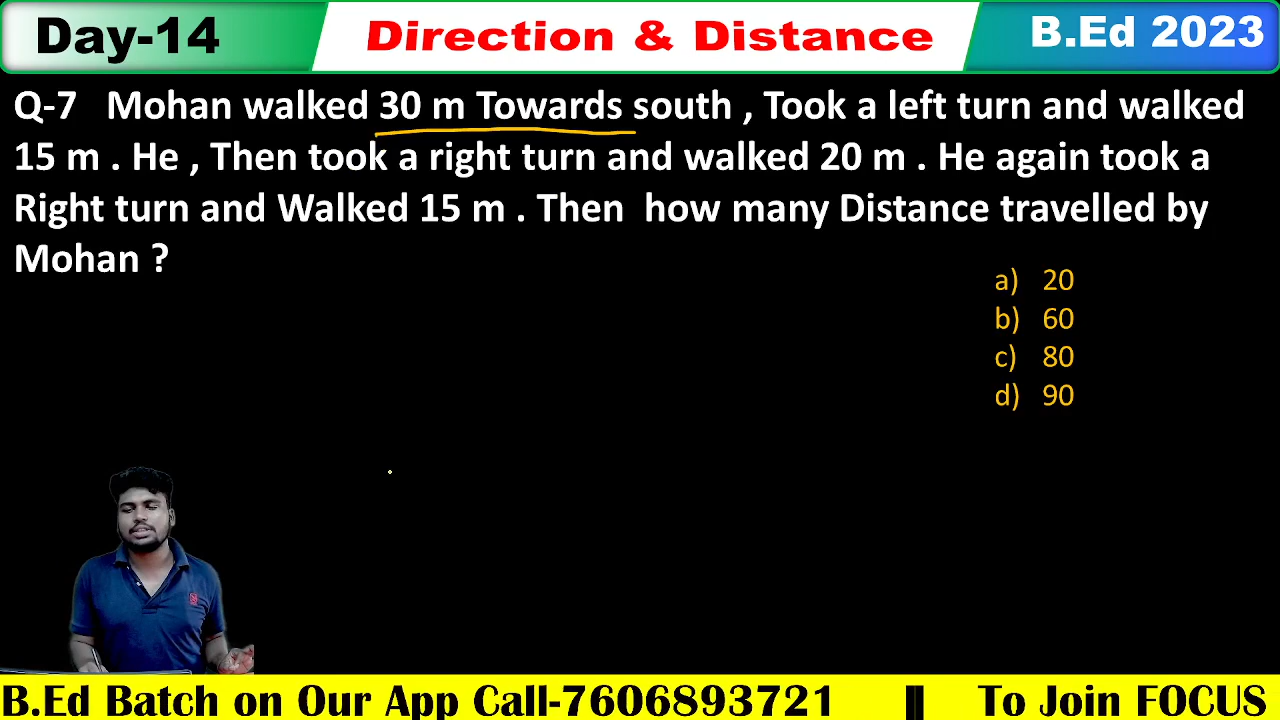 Day-14
Direction & Distance
B.Ed 2023
Q-7 Mohan walked 30 m Towards south , Took a left turn and walked
15 m . He , Then took a right turn and walked 20 m . He again took a
Right turn and Walked 15 m . Then how many Distance travelled by
Mohan ?
a) 20
b) 60
c) 80
d) 90
B.Ed Batch on Our App Call-7606893721 || To Join FOCUS